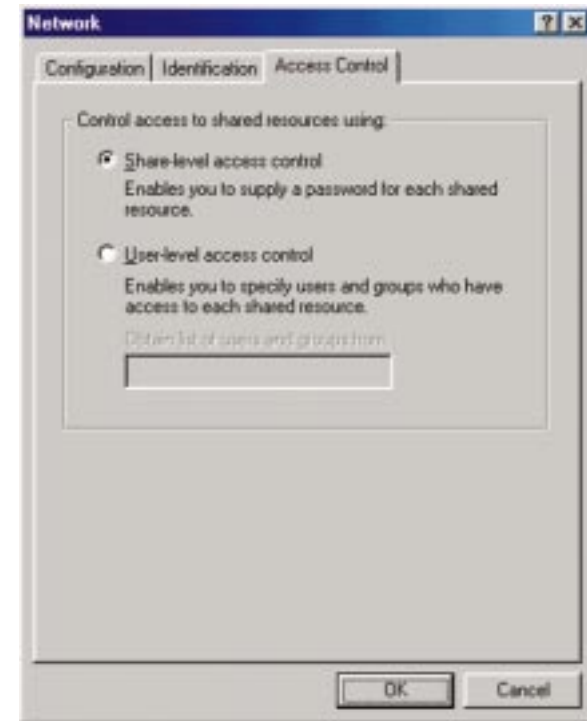 Network
Configuration
Identification
Access Control
Control access to shared resources using:
Share-level access control
Enables you to supply a password for each shared
resource.
User-level access control
Enables you to specify users and groups who have
access to each shared resource.
Obtain list of users and groups from
OK
Cancel